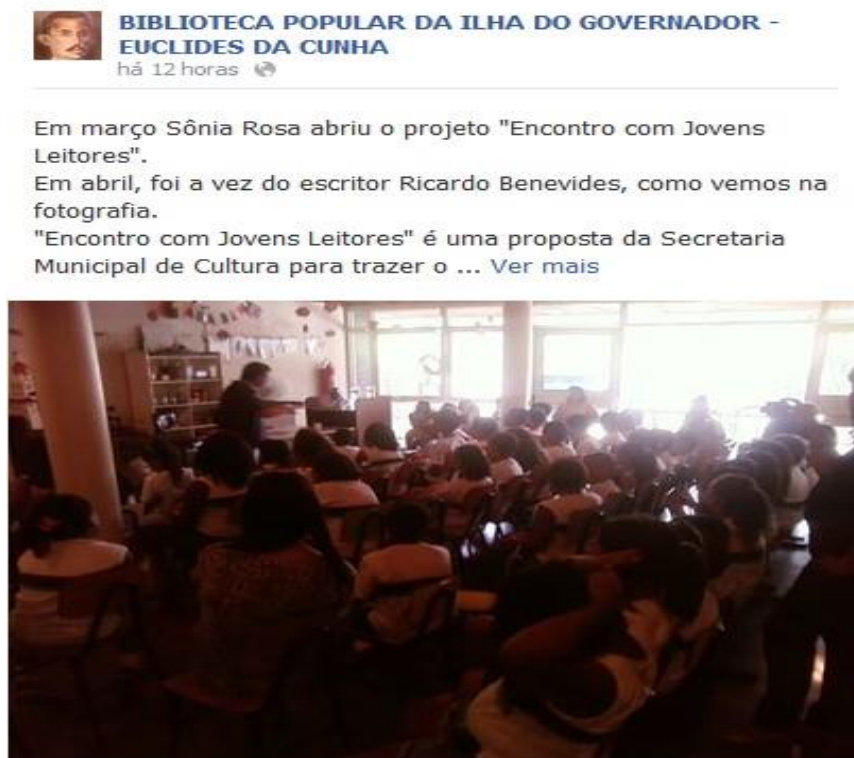 BIBLIOTECA POPULAR DA ILHA DO GOVERNADOR -
EUCLIDES DA CUNHA
há 12 horas
Em março Sônia Rosa abriu o projeto "Encontro com Jovens
Leitores".
Em abril, foi a vez do escritor Ricardo Benevides, como vemos na
fotografia.
"Encontro com Jovens Leitores" é uma proposta da Secretaria
Municipal de Cultura para trazer o ... Ver mais